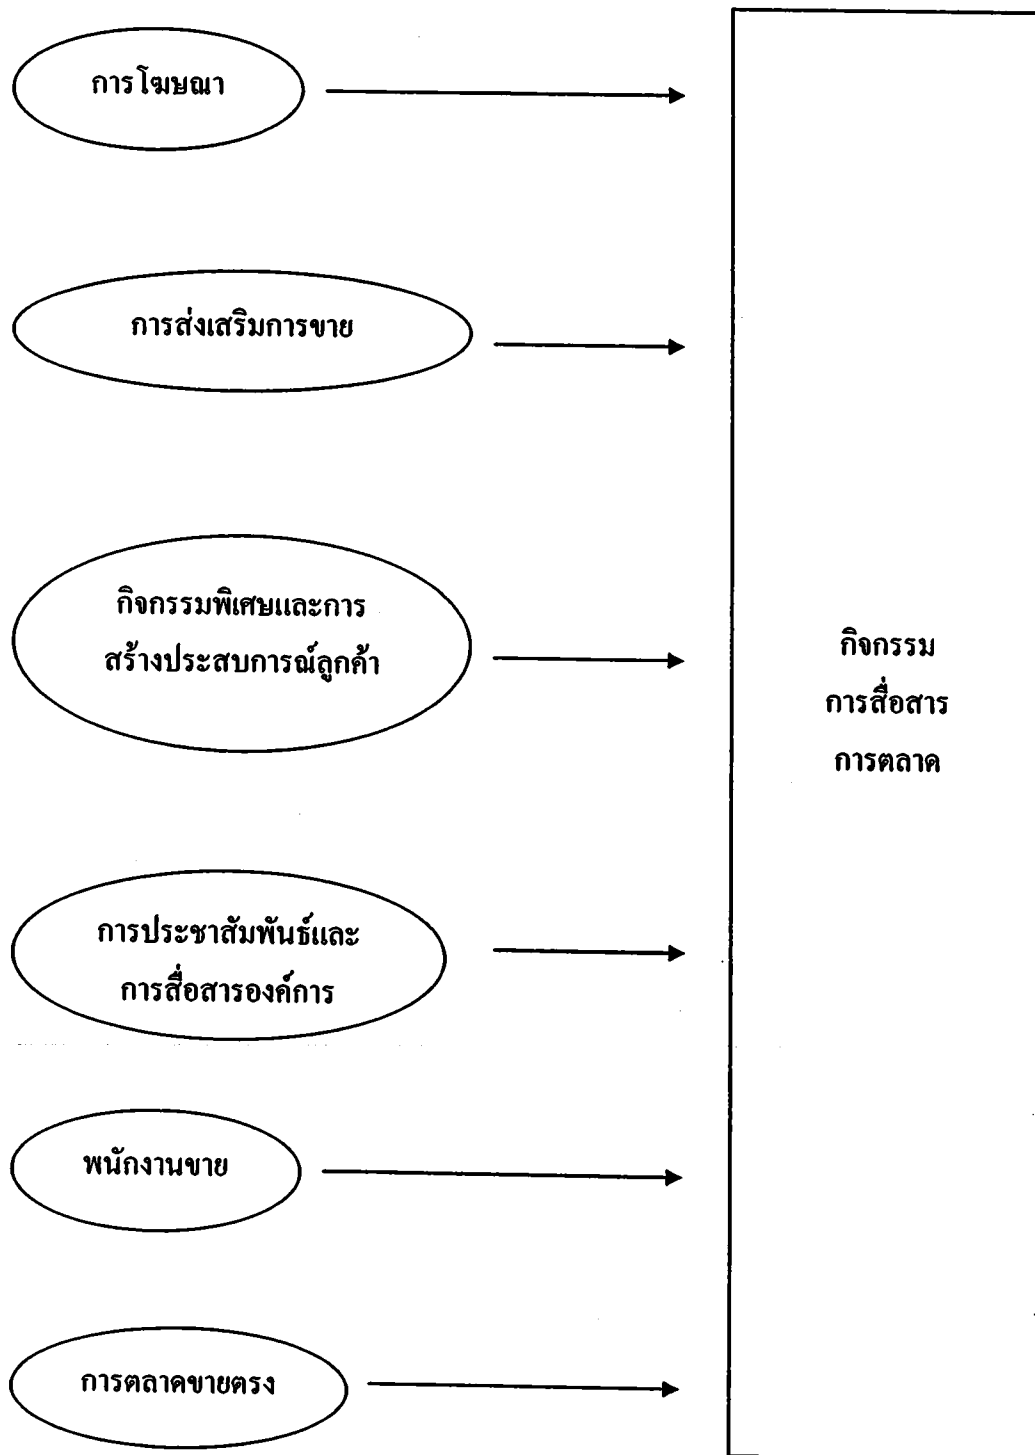 การโฆษณา
การส่งเสริมการขาย
กิจกรรมพิเศษและการ
สร้างประสบการณ์ลูกค้า
กิจกรรม
การสื่อสาร
การตลาด
การประชาสัมพันธ์และ
การสื่อสารองค์การ
พนักงานขาย
การตลาดขายตรง